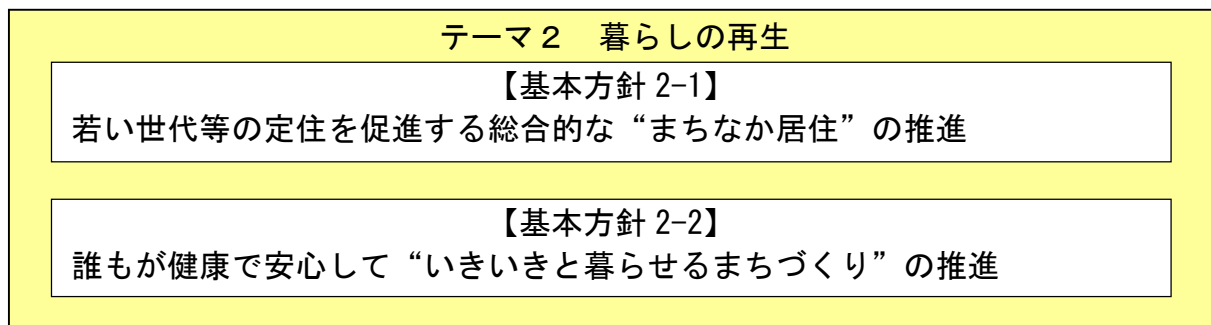 テーマ２　暮らしの再生
【基本方針 2-1】
若い世代等の定住を促進する総合的な“まちなか居住”の推進
【基本方針 2-2】
誰もが健康で安心して“いきいきと暮らせるまちづくり”の推進